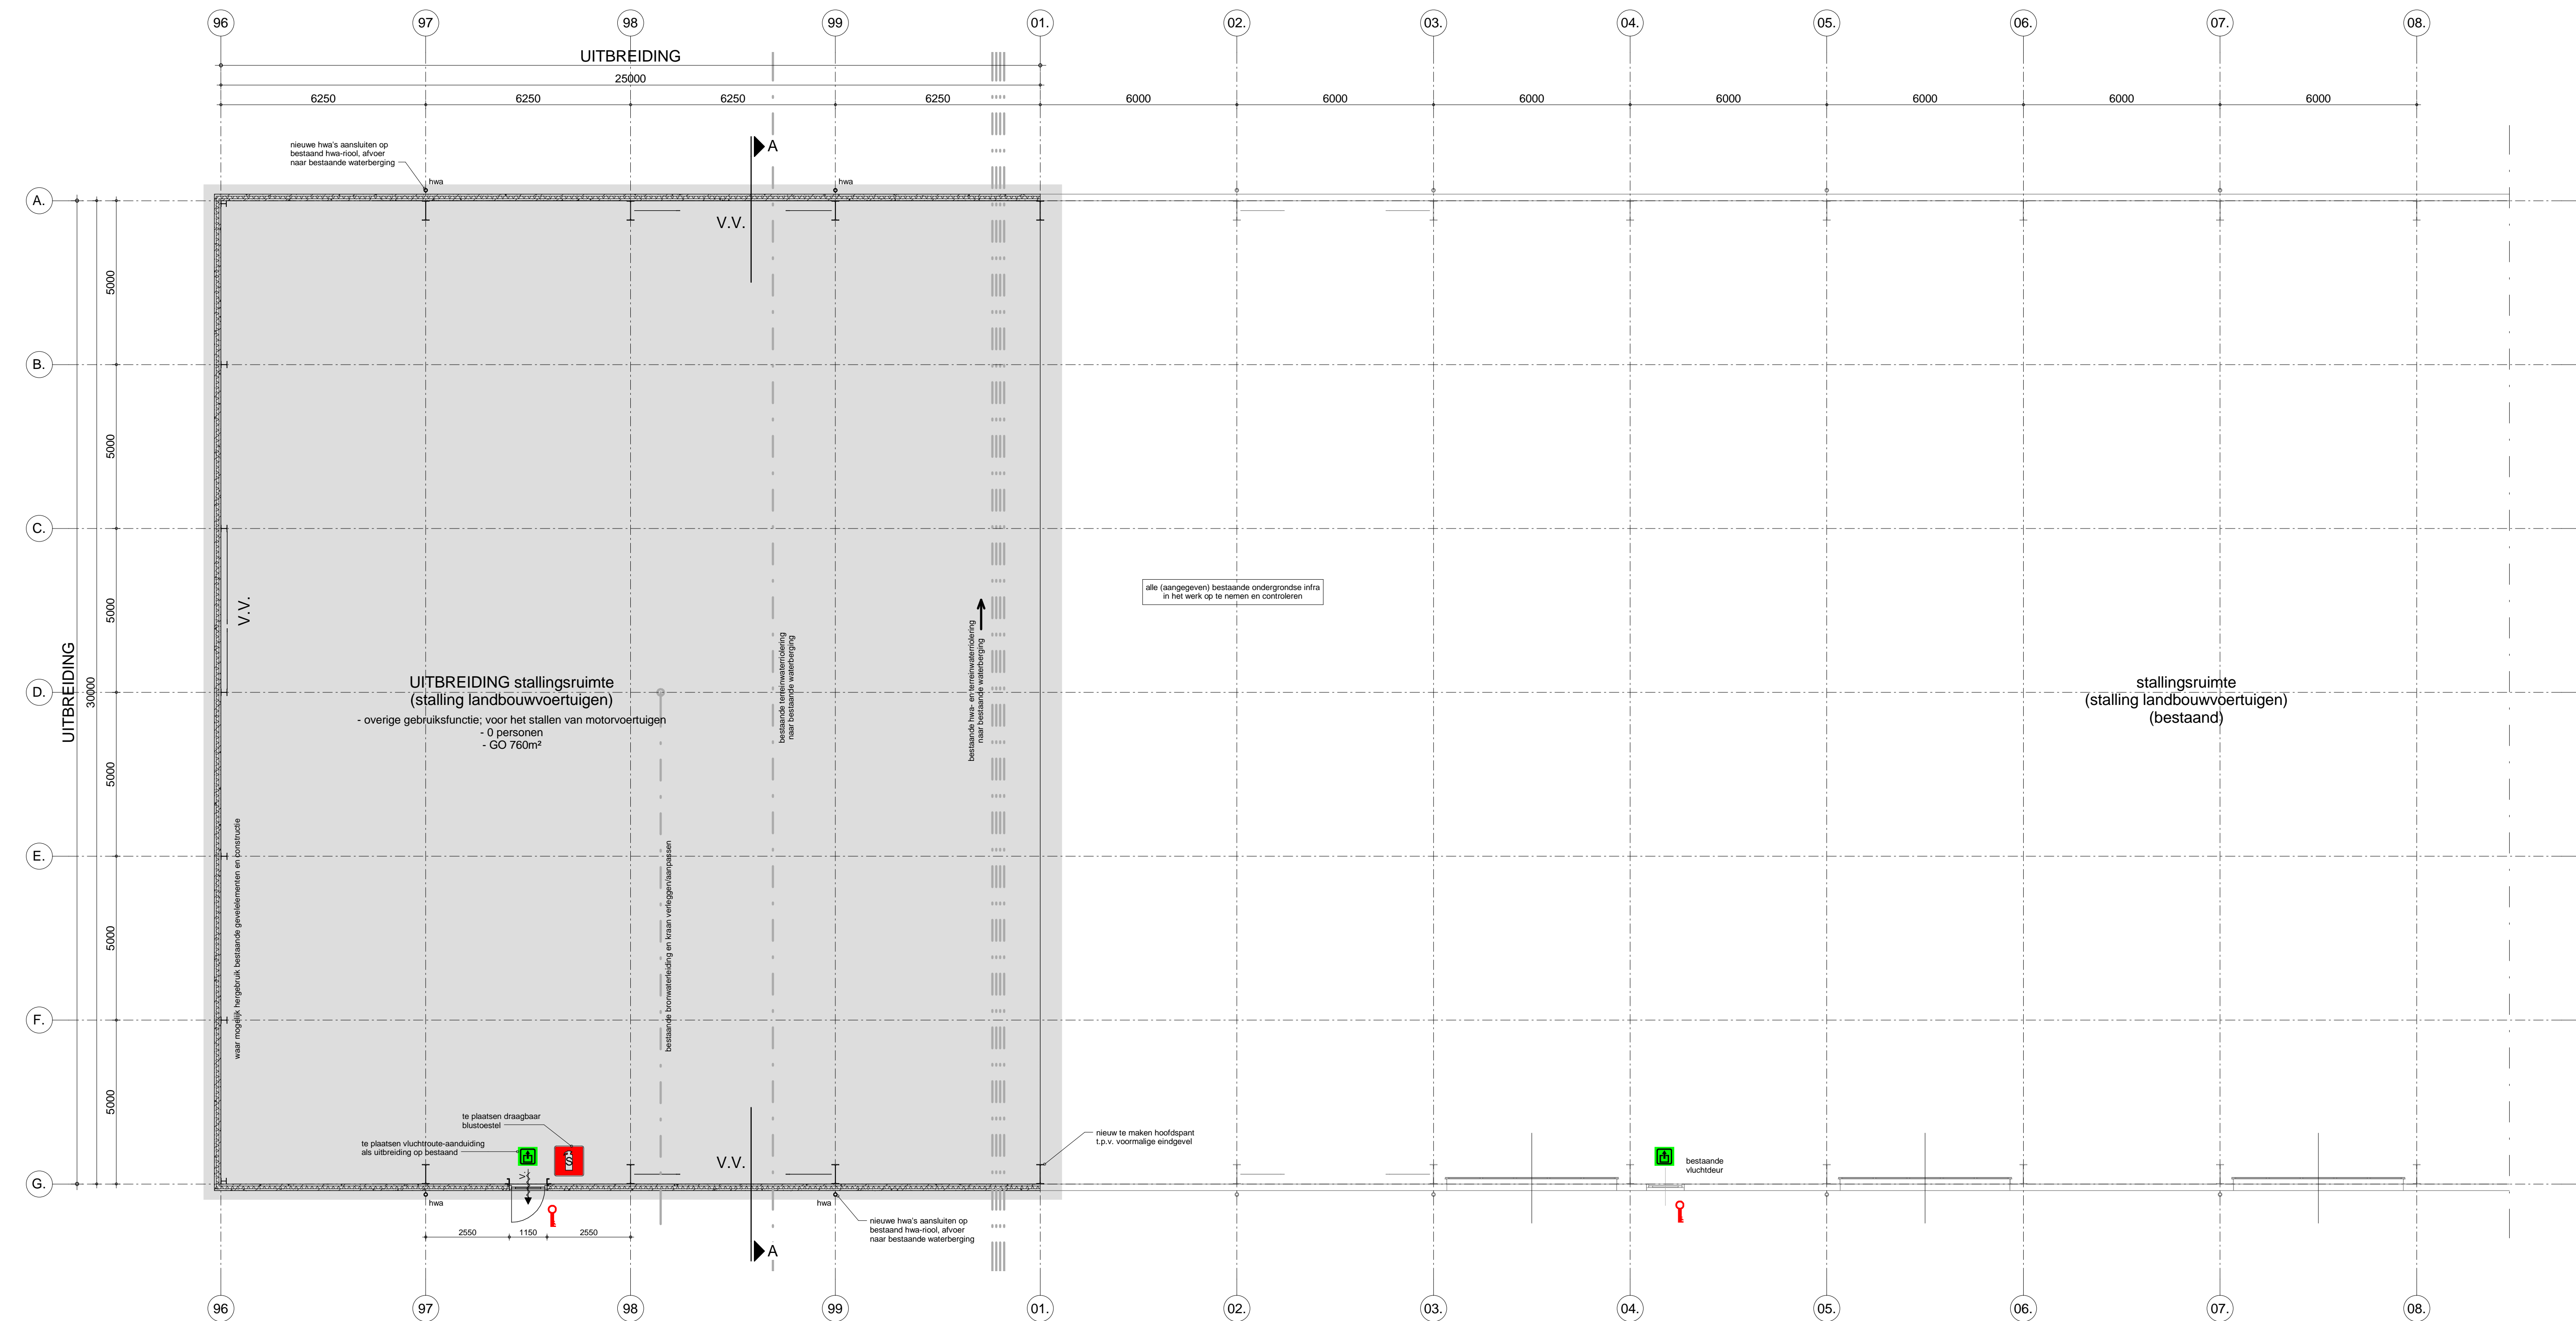 96 97 98 99 01. 02. 03. 04. 05. 06. 07. 08.
UITBREIDING
25000
6250 6250 6250 6250 6000 6000 6000 6000 6000 6000 6000
nieuwe hwa's aansluiten op
bestaand hwa-riool, afvoer
naar bestaande waterberging
hwa
hwa
A
V.V.
A.
B.
C.
D.
E.
F.
G.
UITBREIDING
30000
5000
5000
5000
5000
5000
5000
V.V.
UITBREIDING stallingsruimte
(stalling landbouwvoertuigen)
- overige gebruiksfunctie; voor het stallen van motorvoertuigen
- 0 personen
- GO 760m²
bestaande terreinwaterriolering
naar bestaande waterberging
bestaande hwa- en terreinwaterriolering
naar bestaande waterberging
alle (aangegeven) bestaande ondergrondse infra
in het werk op te nemen en controleren
stallingsruimte
(stalling landbouwvoertuigen)
(bestaand)
waar mogelijk hergebruik bestaande gevelelementen en constructie
bestaande bronwaterleiding en kraan verleggen/aanpassen
te plaatsen draagbaar
blustoestel
te plaatsen vluchtroute-aanduiding
als uitbreiding op bestaand
S
V.V.
nieuw te maken hoofdspant
t.p.v. voormalige eindgevel
bestaande
vluchtdeur
hwa
hwa
nieuwe hwa's aansluiten op
bestaand hwa-riool, afvoer
naar bestaande waterberging
2550 1150 2550
A
96 97 98 99 01. 02. 03. 04. 05. 06. 07. 08.